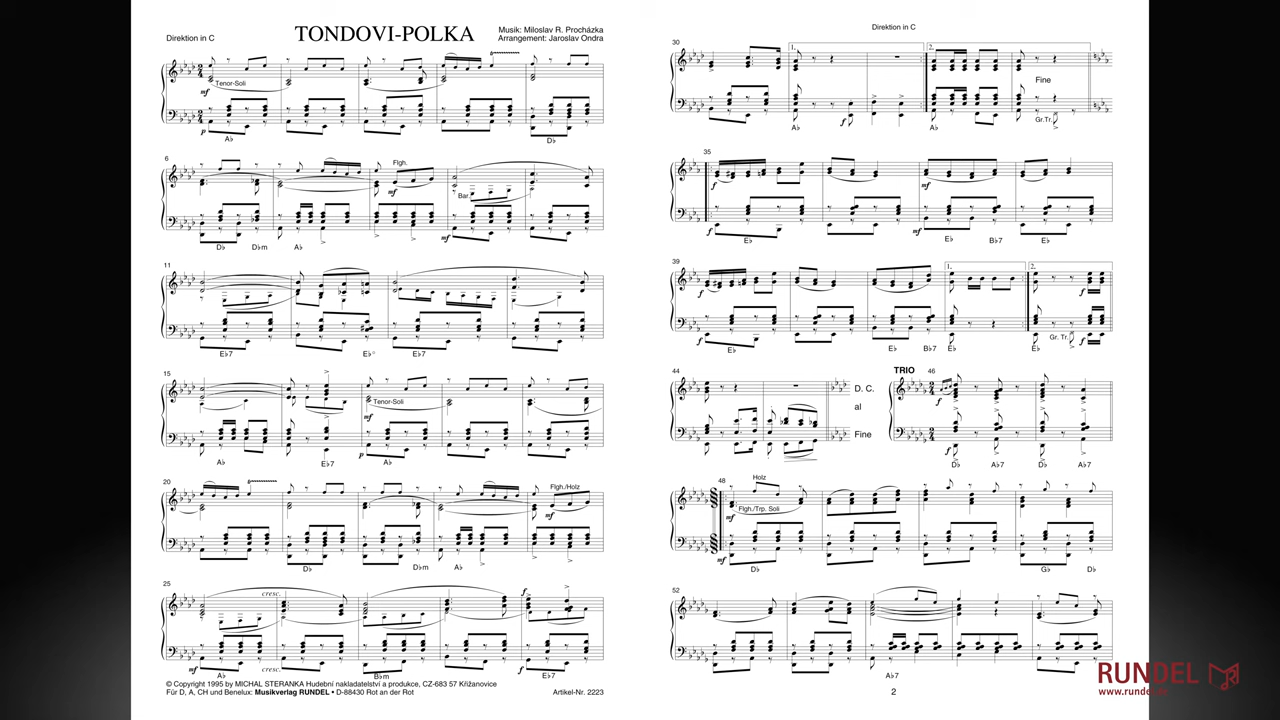 Direktion in C
TONDOVI-POLKA
Musik: Miloslav R. Procházka
Arrangement: Jaroslav Ondra
Tenor-Soli
mf
p
A♭
D♭
6
Flgh.
mf
Bar
mf
D♭ D♭m A♭
11
E♭7 E♭° E♭7
15
Tenor-Soli
mf
p
A♭ E♭7 A♭
20
Flgh./Holz
mf
D♭ D♭m A♭
25
cresc. cresc. f
mf cresc. f
A♭ B♭m E♭7
© Copyright 1995 by MICHAL STERANKA Hudební nakladatelství a produkce, CZ-683 57 Křižanovice
Für D, A, CH und Benelux: Musikverlag RUNDEL • D-88430 Rot an der Rot
Artikel-Nr. 2223
Direktion in C
30
1. 2.
Fine
f
Gr.Tr.
A♭ A♭
35
f mf
f mf
E♭ E♭ B♭7 E♭
39
1. 2.
f f
Gr. Tr.
f f
E♭ E♭ B♭7 E♭ E♭
44
D. C.
al
Fine
TRIO 46
f
f
D♭ A♭7 D♭ A♭7
48
Holz
mf
Flgh./Trp. Soli
mf
D♭ G♭ D♭
52
A♭7
2
RUNDEL
www.rundel.de